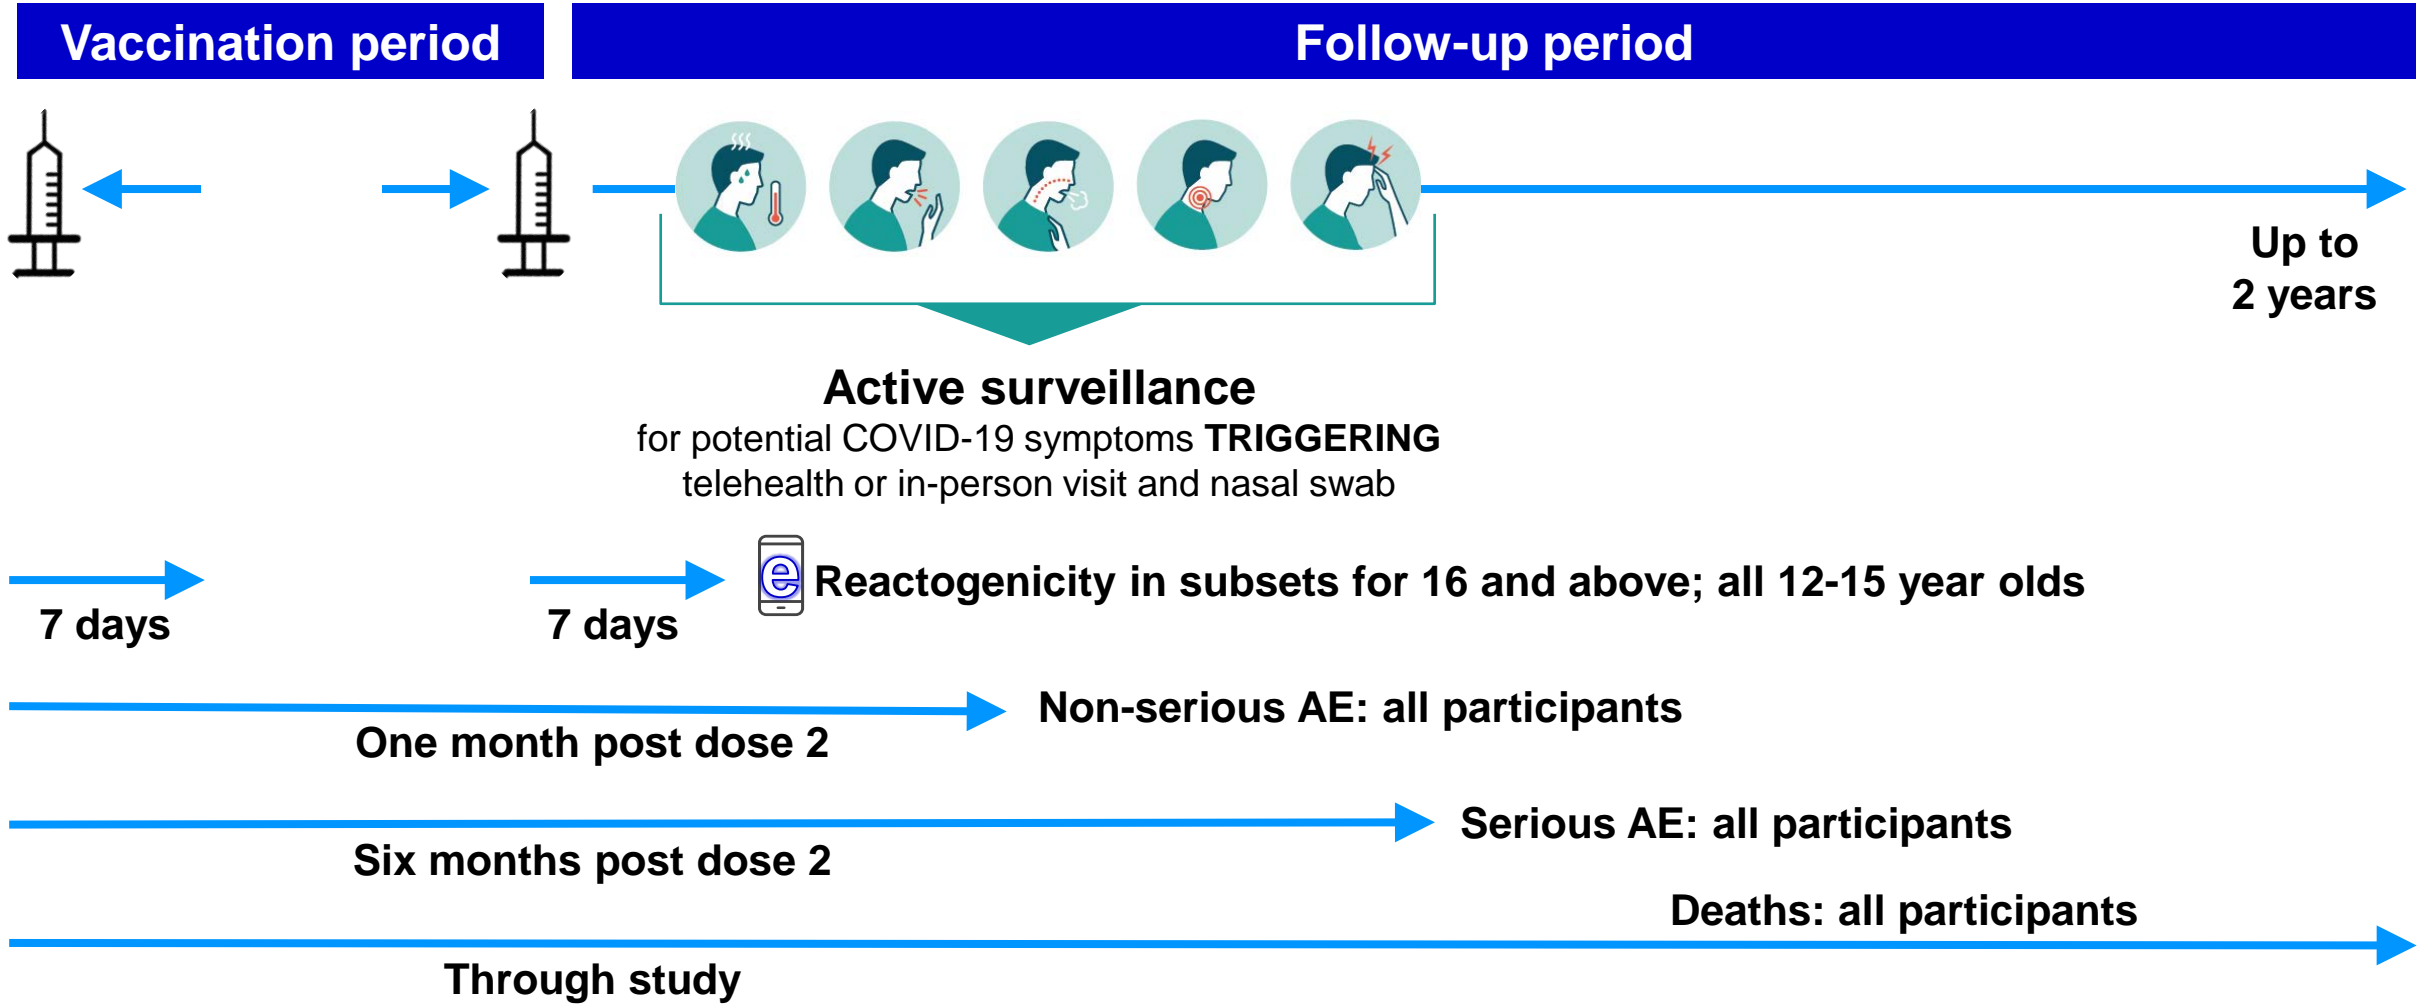 Vaccination period
Follow-up period
Up to
2 years
Active surveillance
for potential COVID-19 symptoms TRIGGERING
telehealth or in-person visit and nasal swab
7 days
7 days
e
Reactogenicity in subsets for 16 and above; all 12-15 year olds
Non-serious AE: all participants
One month post dose 2
Serious AE: all participants
Six months post dose 2
Deaths: all participants
Through study